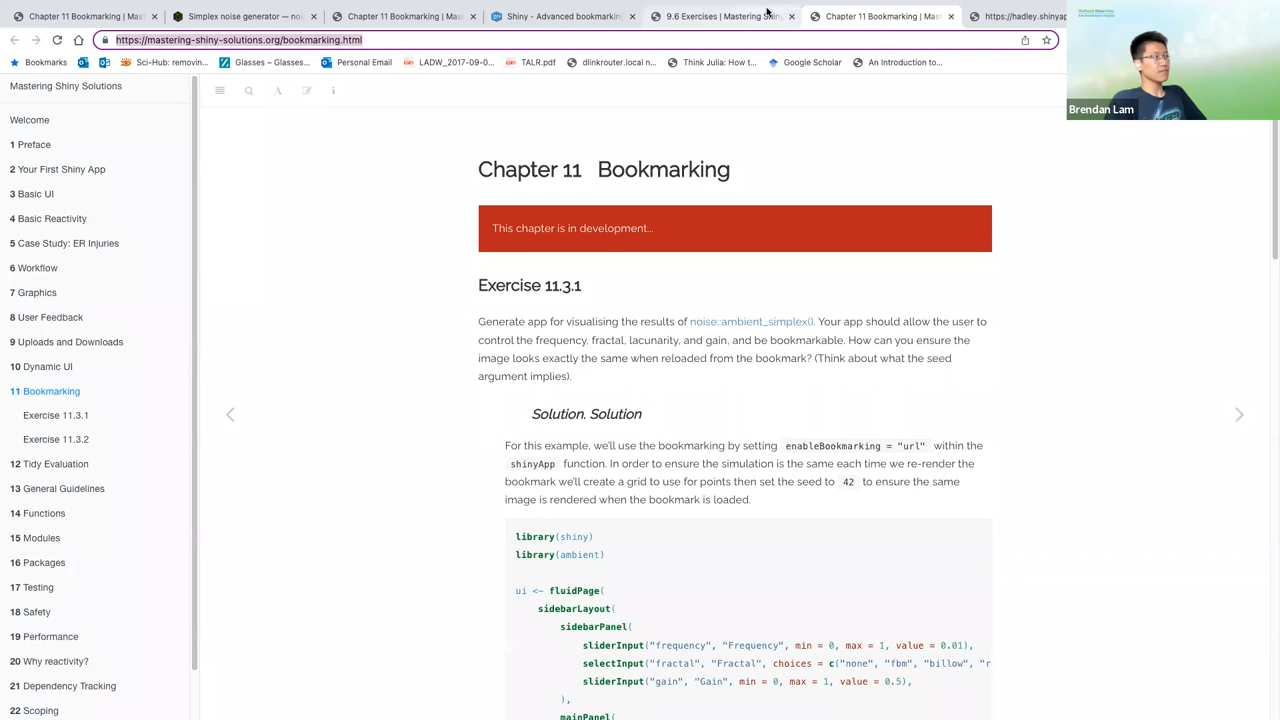 Chapter 11 Bookmarking | Mast
Simplex noise generator — noi
Chapter 11 Bookmarking | Mast
Shiny - Advanced bookmarking
9.6 Exercises | Mastering Shin
Chapter 11 Bookmarking | Mast
https://hadley.shinyap
https://mastering-shiny-solutions.org/bookmarking.html
Bookmarks
Sci-Hub: removin...
Glasses – Glasses...
Personal Email
LADW_2017-09-0...
TALR.pdf
dlinkrouter.local n...
Think Julia: How t...
Google Scholar
An Introduction to...
Brendan Lam
Mastering Shiny Solutions
Welcome
1 Preface
2 Your First Shiny App
3 Basic UI
4 Basic Reactivity
5 Case Study: ER Injuries
6 Workflow
7 Graphics
8 User Feedback
9 Uploads and Downloads
10 Dynamic UI
11 Bookmarking
Exercise 11.3.1
Exercise 11.3.2
12 Tidy Evaluation
13 General Guidelines
14 Functions
15 Modules
16 Packages
17 Testing
18 Safety
19 Performance
20 Why reactivity?
21 Dependency Tracking
22 Scoping
Chapter 11 Bookmarking
This chapter is in development...
Exercise 11.3.1
Generate app for visualising the results of noise::ambient_simplex(). Your app should allow the user to
control the frequency, fractal, lacunarity, and gain, and be bookmarkable. How can you ensure the
image looks exactly the same when reloaded from the bookmark? (Think about what the seed
argument implies).
Solution. Solution
For this example, we'll use the bookmarking by setting enableBookmarking = "url" within the
shinyApp function. In order to ensure the simulation is the same each time we re-render the
bookmark we'll create a grid to use for points then set the seed to 42 to ensure the same
image is rendered when the bookmark is loaded.
library(shiny)
library(ambient)
ui <- fluidPage(
sidebarLayout(
sidebarPanel(
sliderInput("frequency", "Frequency", min = 0, max = 1, value = 0.01),
selectInput("fractal", "Fractal", choices = c("none", "fbm", "billow", "r
sliderInput("gain", "Gain", min = 0, max = 1, value = 0.5),
),
mainPanel(